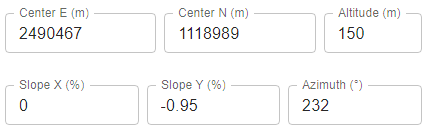 Center E (m) Center N (m) Altitude (m)
2490467 1118989 150
Slope X (%) Slope Y (%) Azimuth (°)
0 -0.95 232